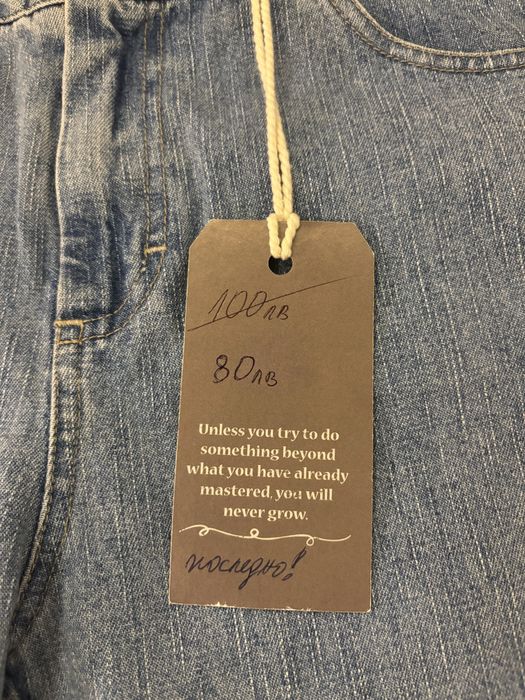 100лв
80лв
Unless you try to do
something beyond
what you have already
mastered, you will
never grow.
последно!